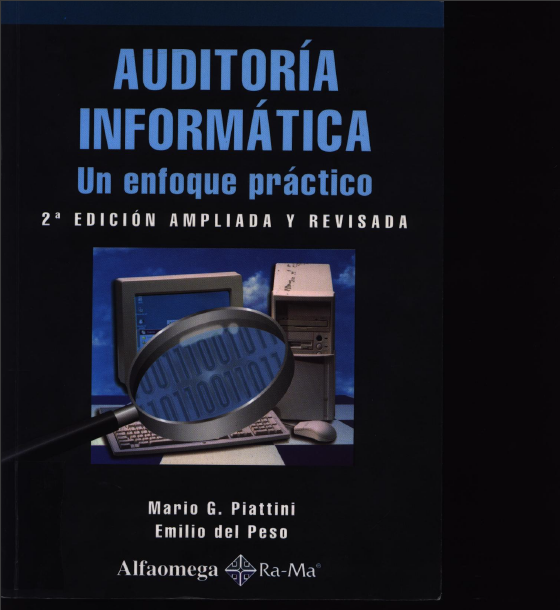 AUDITORÍA
INFORMÁTICA
Un enfoque práctico
2ª EDICIÓN AMPLIADA Y REVISADA
Mario G. Piattini
Emilio del Peso
Alfaomega Ra-Ma®